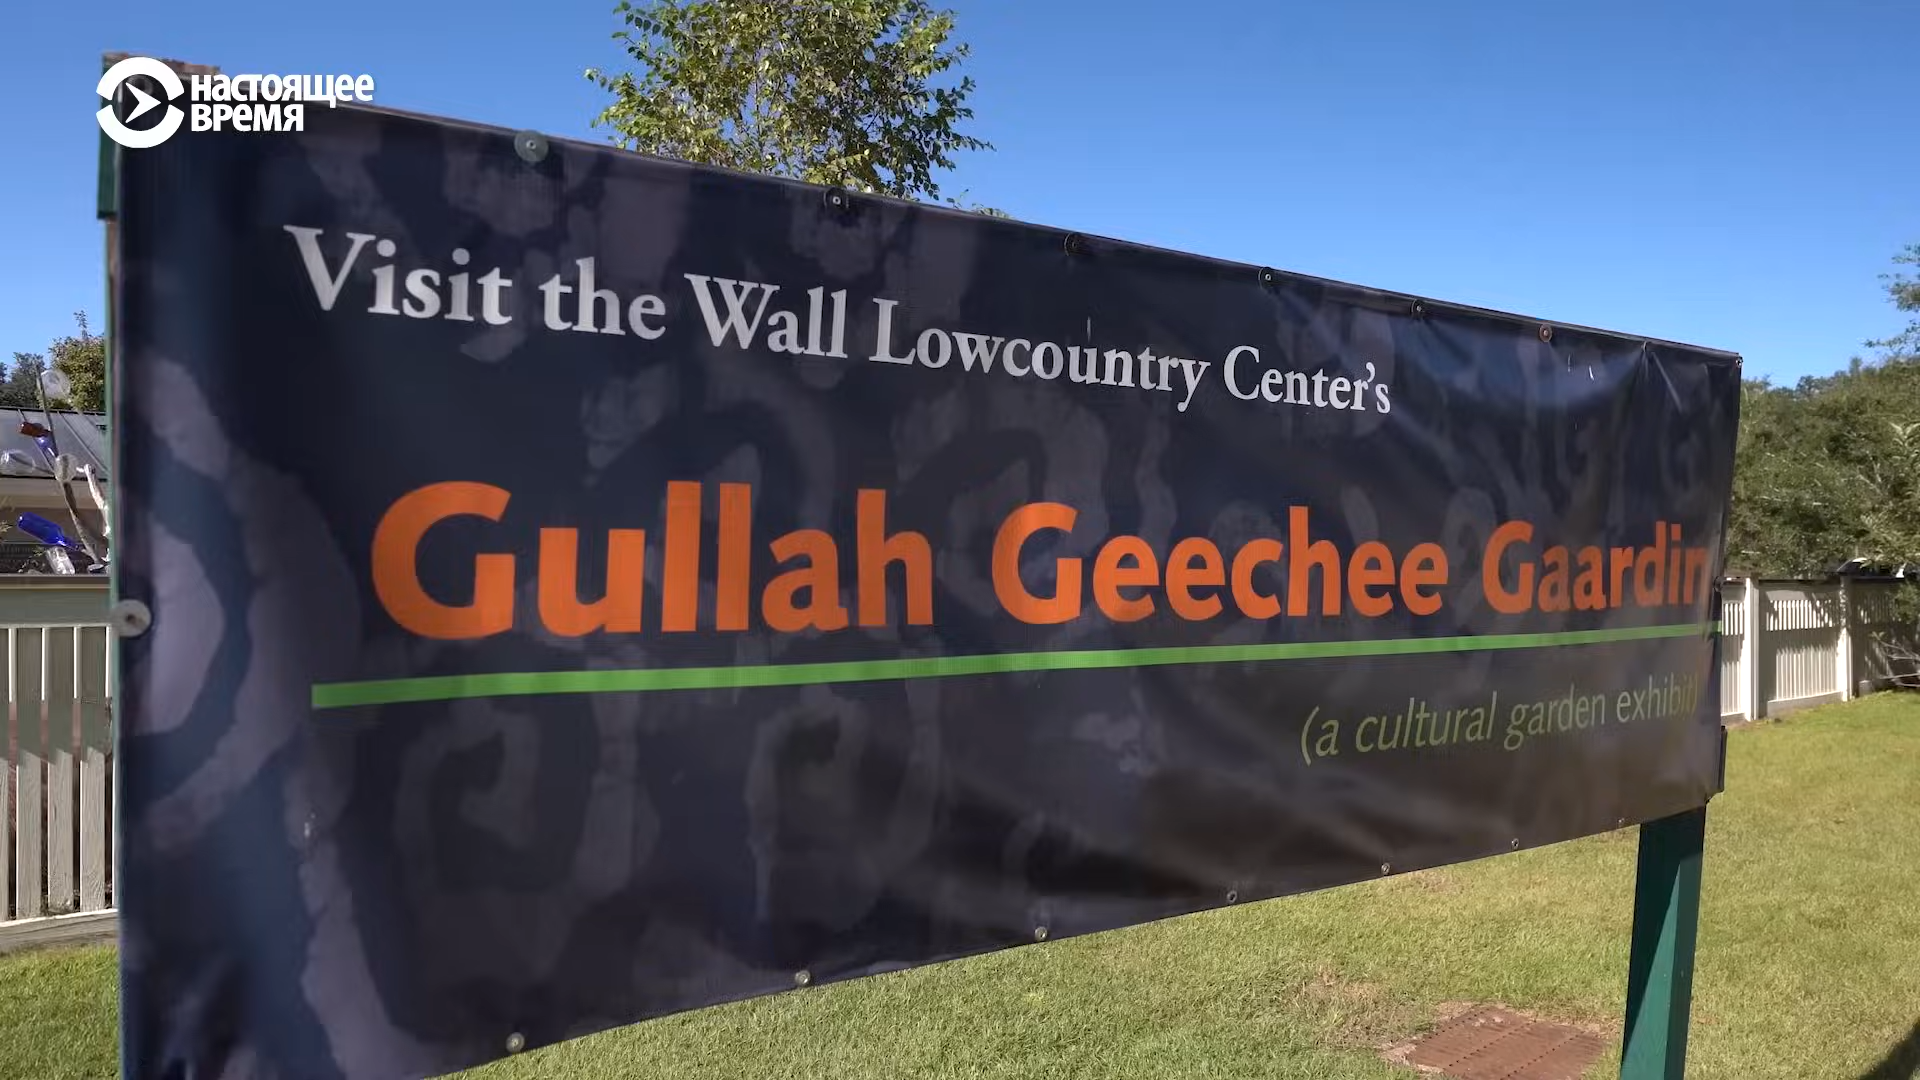 НАСТОЯЩЕЕ
ВРЕМЯ
Visit the Wall Lowcountry Center's
Gullah Geechee Gaardin
(a cultural garden exhibit)